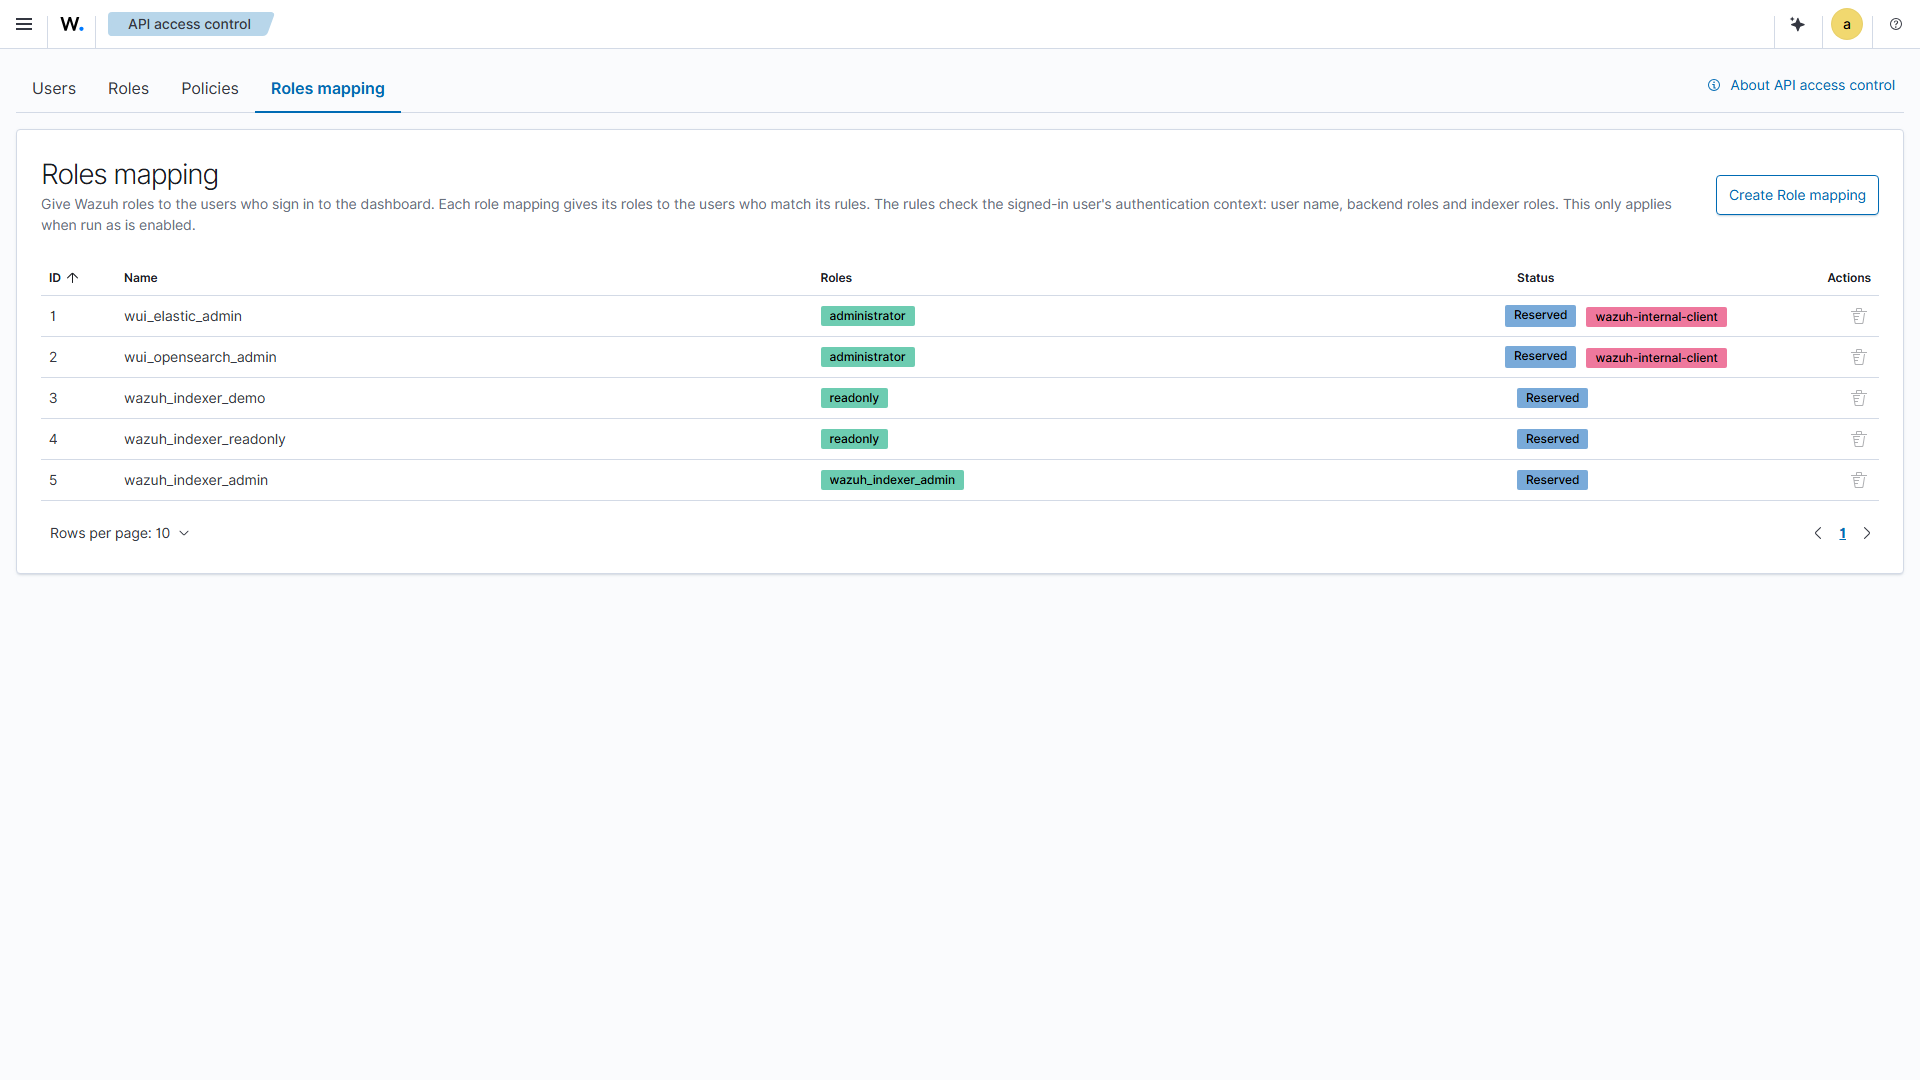 W.
API access control
a
Users
Roles
Policies
Roles mapping
About API access control
Roles mapping
Give Wazuh roles to the users who sign in to the dashboard. Each role mapping gives its roles to the users who match its rules. The rules check the signed-in user's authentication context: user name, backend roles and indexer roles. This only applies
when run as is enabled.
Create Role mapping
ID Name Roles Status Actions
1 wui_elastic_admin administrator Reserved wazuh-internal-client
2 wui_opensearch_admin administrator Reserved wazuh-internal-client
3 wazuh_indexer_demo readonly Reserved
4 wazuh_indexer_readonly readonly Reserved
5 wazuh_indexer_admin wazuh_indexer_admin Reserved
Rows per page: 10
1